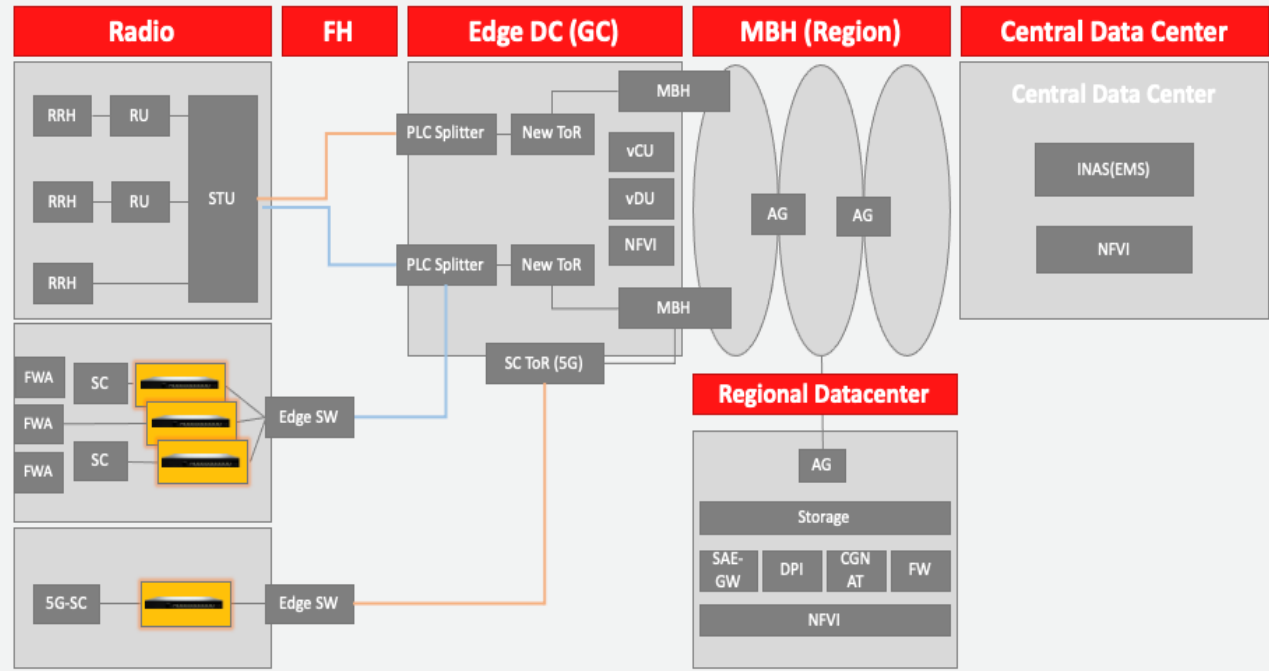 Radio
FH
Edge DC (GC)
MBH (Region)
Central Data Center
RRH
RU
RRH
RU
RRH
STU
PLC Splitter
New ToR
MBH
vCU
vDU
NFVI
PLC Splitter
New ToR
MBH
SC ToR (5G)
AG
AG
Central Data Center
INAS(EMS)
NFVI
FWA
SC
FWA
FWA
SC
Edge SW
5G-SC
Edge SW
Regional Datacenter
AG
Storage
SAE-
GW
DPI
CGN
AT
FW
NFVI